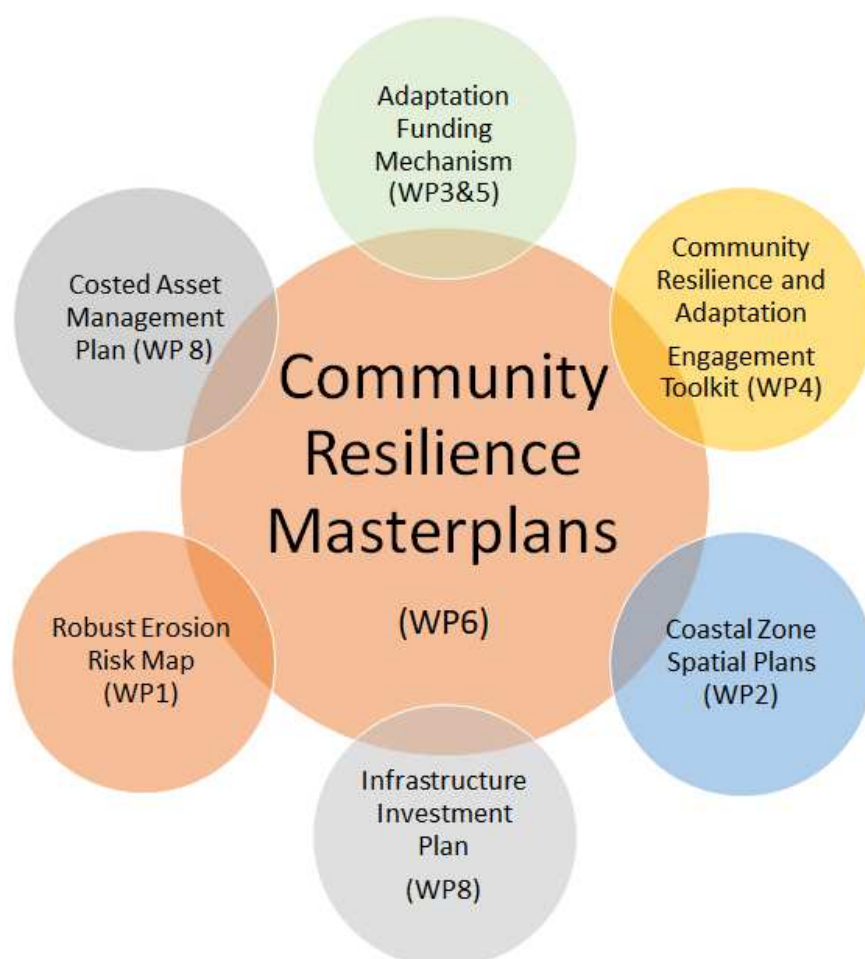 Adaptation
Funding
Mechanism
(WP3&5)
Community
Resilience and
Adaptation
Engagement
Toolkit (WP4)
Costed Asset
Management
Plan (WP 8)
Community
Resilience
Masterplans
(WP6)
Robust Erosion
Risk Map
(WP1)
Coastal Zone
Spatial Plans
(WP2)
Infrastructure
Investment
Plan
(WP8)